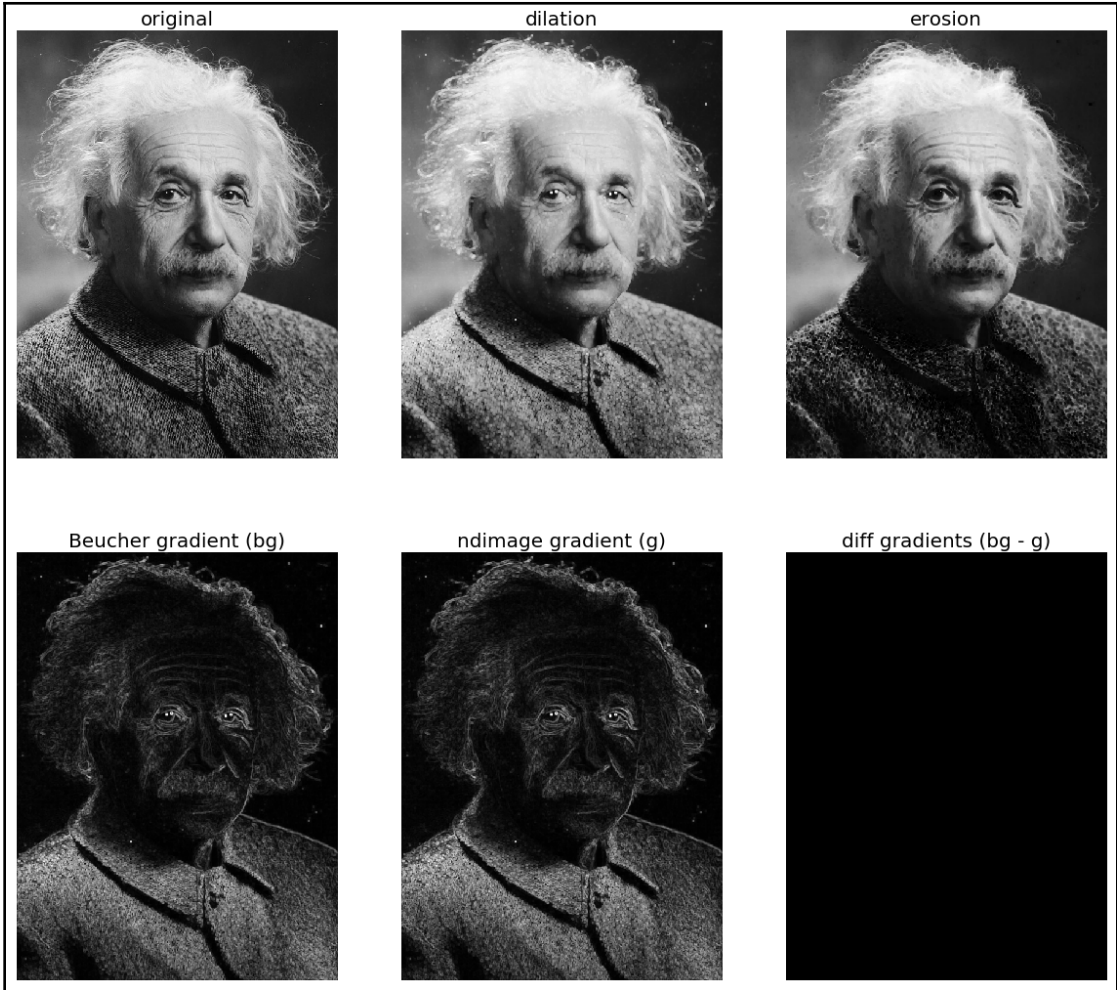 original
dilation
erosion
Beucher gradient (bg)
ndimage gradient (g)
diff gradients (bg - g)